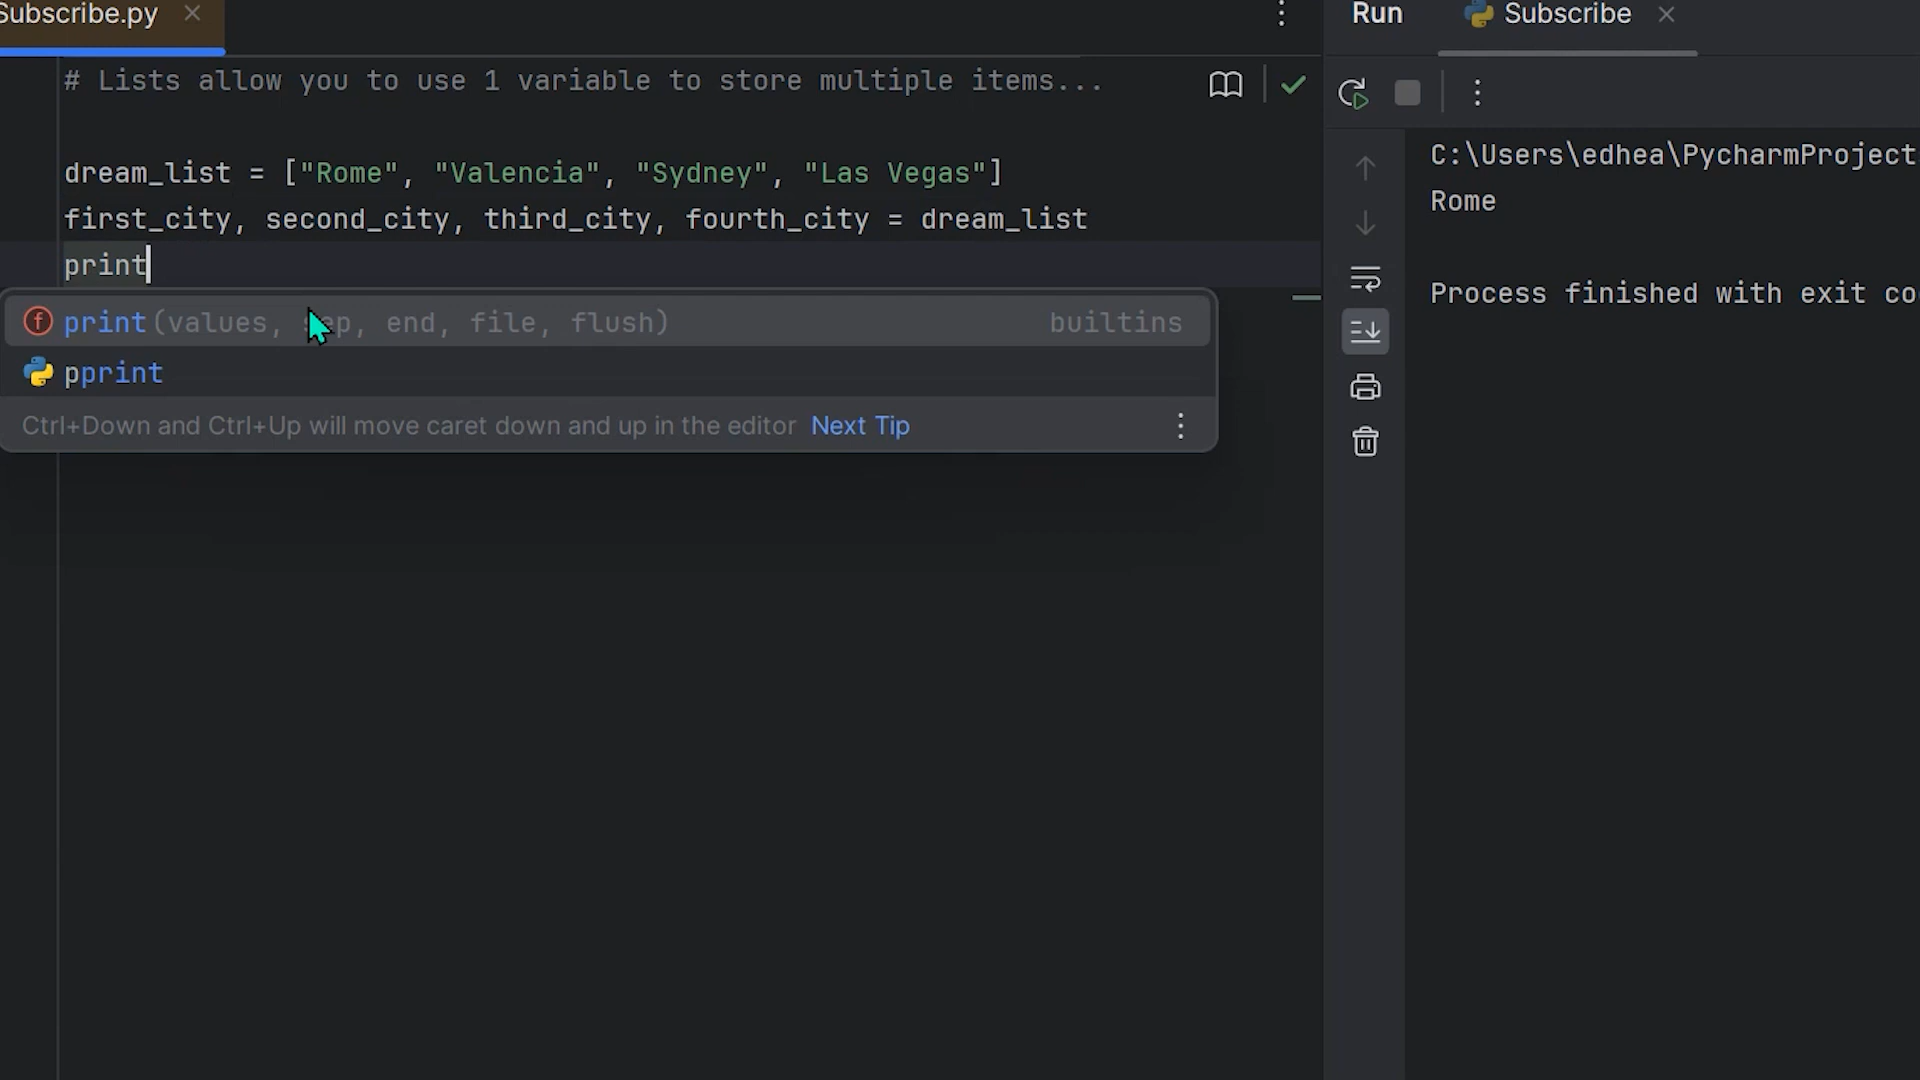 Subscribe.py
Run Subscribe
# Lists allow you to use 1 variable to store multiple items...
dream_list = ["Rome", "Valencia", "Sydney", "Las Vegas"]
first_city, second_city, third_city, fourth_city = dream_list
print
print(values, sep, end, file, flush) builtins
pprint
Ctrl+Down and Ctrl+Up will move caret down and up in the editor Next Tip
C:\Users\edhea\PycharmProject
Rome
Process finished with exit co